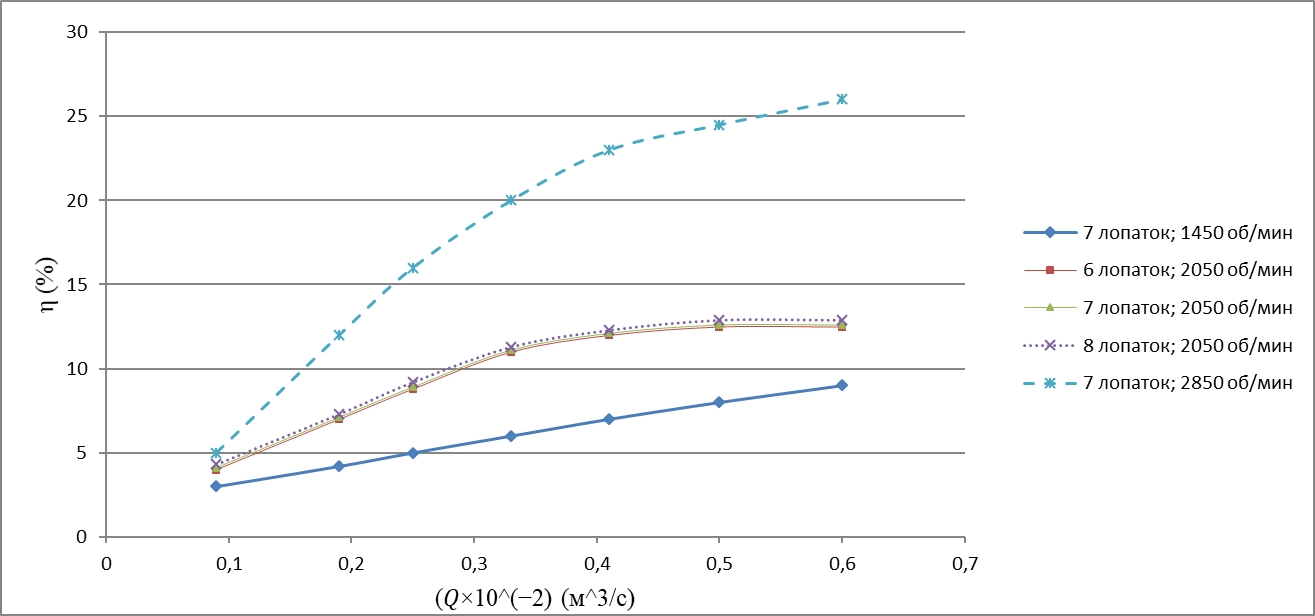 30
25
20
15
10
5
0
η (%)
0 0,1 0,2 0,3 0,4 0,5 0,6 0,7
(Q×10^(−2) (м^3/с)
7 лопаток; 1450 об/мин
6 лопаток; 2050 об/мин
7 лопаток; 2050 об/мин
8 лопаток; 2050 об/мин
7 лопаток; 2850 об/мин